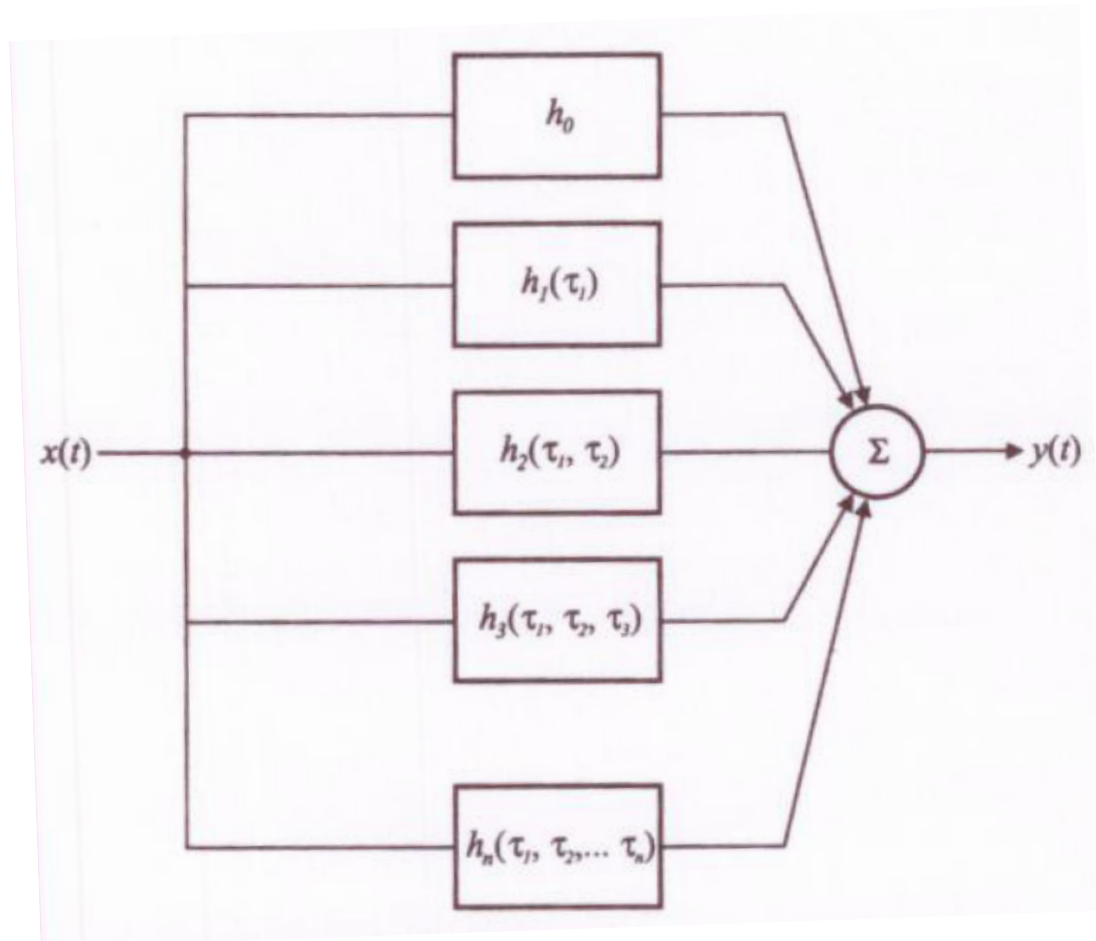 h₀
h₁(τ₁)
x(t)
h₂(τ₁, τ₂)
Σ
y(t)
h₃(τ₁, τ₂, τ₃)
hₙ(τ₁, τ₂,... τₙ)